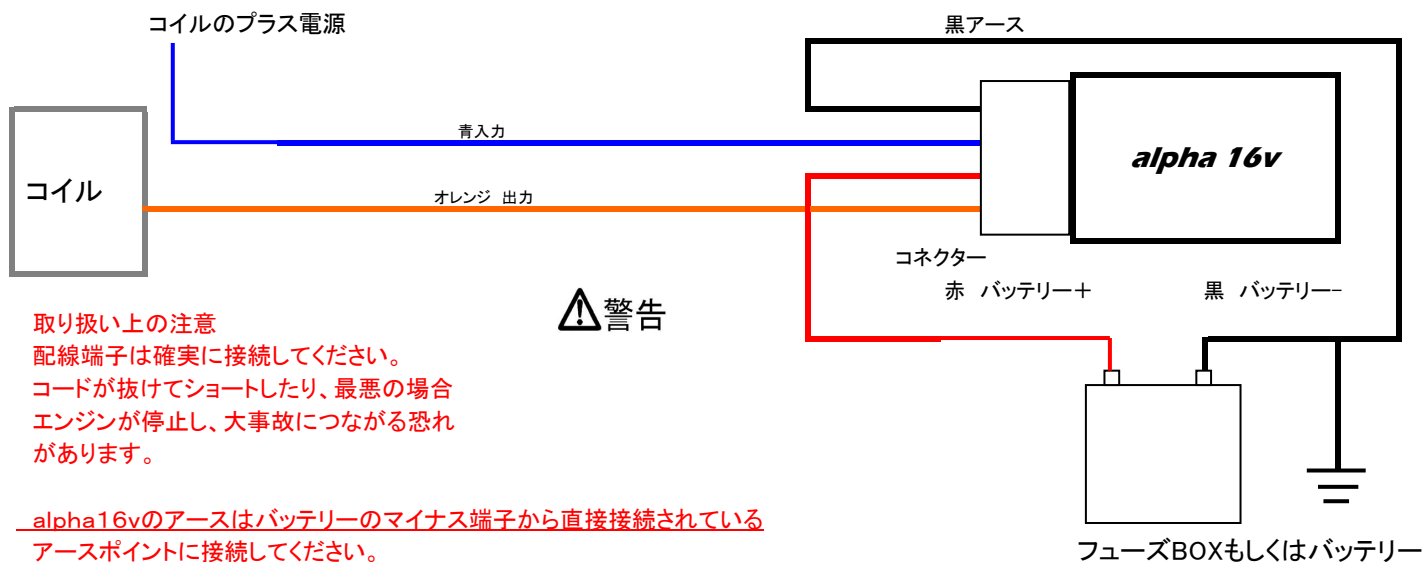 コイルのプラス電源
黒アース
青入力
alpha 16v
コイル
オレンジ 出力
コネクター
赤 バッテリー＋
黒 バッテリー−
警告
取り扱い上の注意
配線端子は確実に接続してください。
コードが抜けてショートしたり、最悪の場合
エンジンが停止し、大事故につながる恐れ
があります。
alpha16vのアースはバッテリーのマイナス端子から直接接続されている
アースポイントに接続してください。
フューズBOXもしくはバッテリー